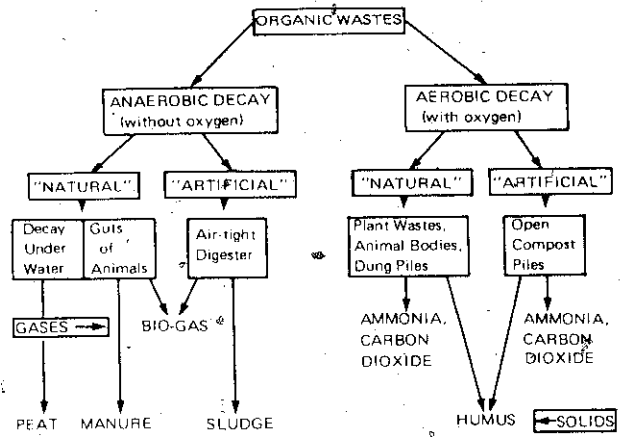 ORGANIC WASTES
ANAEROBIC DECAY
(without oxygen)
AEROBIC DECAY
(with oxygen)
"NATURAL"
"ARTIFICIAL"
"NATURAL"
"ARTIFICIAL"
Decay
Under
Water
Guts
of
Animals
Air-tight
Digester
Plant Wastes,
Animal Bodies,
Dung Piles
Open
Compost
Piles
GASES
BIO-GAS
AMMONIA,
CARBON
DIOXIDE
AMMONIA,
CARBON
DIOXIDE
PEAT
MANURE
SLUDGE
HUMUS
SOLIDS